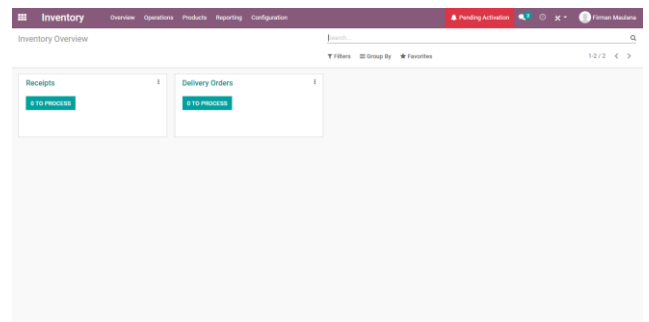 Inventory Overview Operations Products Reporting Configuration Pending Activation 2 Firman Maulana
Inventory Overview
Search...
Filters Group By Favorites 1-2 / 2
Receipts Delivery Orders
0 TO PROCESS 0 TO PROCESS